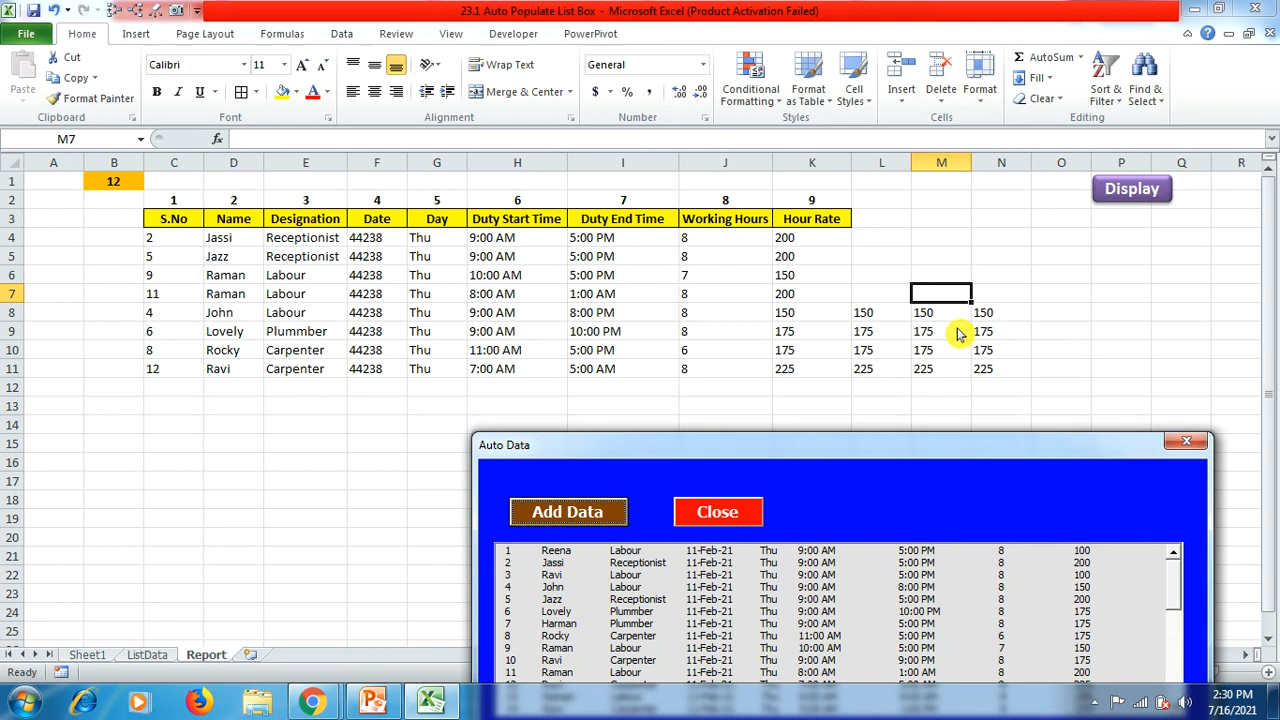 23.1 Auto Populate List Box - Microsoft Excel (Product Activation Failed)
File Home Insert Page Layout Formulas Data Review View Developer PowerPivot
Paste Cut Copy Format Painter
Calibri 11 Wrap Text General
Merge & Center
Conditional Formatting Format as Table Cell Styles Insert Delete Format
AutoSum Fill Clear Sort & Filter Find & Select
Clipboard Font Alignment Number Styles Cells Editing
M7
A B C D E F G H I J K L M N O P Q R
1 12 Display
2 1 2 3 4 5 6 7 8 9
3 S.No Name Designation Date Day Duty Start Time Duty End Time Working Hours Hour Rate
4 2 Jassi Receptionist 44238 Thu 9:00 AM 5:00 PM 8 200
5 5 Jazz Receptionist 44238 Thu 9:00 AM 5:00 PM 8 200
6 9 Raman Labour 44238 Thu 10:00 AM 5:00 PM 7 150
7 11 Raman Labour 44238 Thu 8:00 AM 1:00 AM 8 200
8 4 John Labour 44238 Thu 9:00 AM 8:00 PM 8 150 150 150 150
9 6 Lovely Plummber 44238 Thu 9:00 AM 10:00 PM 8 175 175 175 175
10 8 Rocky Carpenter 44238 Thu 11:00 AM 5:00 PM 6 175 175 175 175
11 12 Ravi Carpenter 44238 Thu 7:00 AM 5:00 AM 8 225 225 225 225
12
13
14
15
16
17
18
19
20
21
22
23
24
25
Auto Data
Add Data Close
1 Reena Labour 11-Feb-21 Thu 9:00 AM 5:00 PM 8 100
2 Jassi Receptionist 11-Feb-21 Thu 9:00 AM 5:00 PM 8 200
3 Ravi Labour 11-Feb-21 Thu 9:00 AM 5:00 PM 8 100
4 John Labour 11-Feb-21 Thu 9:00 AM 8:00 PM 8 150
5 Jazz Receptionist 11-Feb-21 Thu 9:00 AM 5:00 PM 8 200
6 Lovely Plummber 11-Feb-21 Thu 9:00 AM 10:00 PM 8 175
7 Harman Plummber 11-Feb-21 Thu 9:00 AM 5:00 PM 8 175
8 Rocky Carpenter 11-Feb-21 Thu 11:00 AM 5:00 PM 6 175
9 Raman Labour 11-Feb-21 Thu 10:00 AM 5:00 PM 7 150
10 Ravi Carpenter 11-Feb-21 Thu 9:00 AM 9:00 PM 8 175
11 Raman Labour 11-Feb-21 Thu 8:00 AM 1:00 AM 8 200
Sheet1 ListData Report
Ready
2:30 PM
7/16/2021